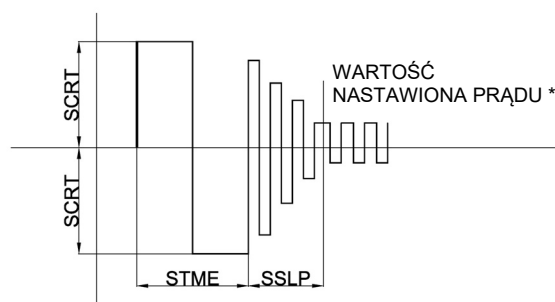 WARTOŚĆ
NASTAWIONA PRĄDU *
SCRT
SCRT
STME
SSLP